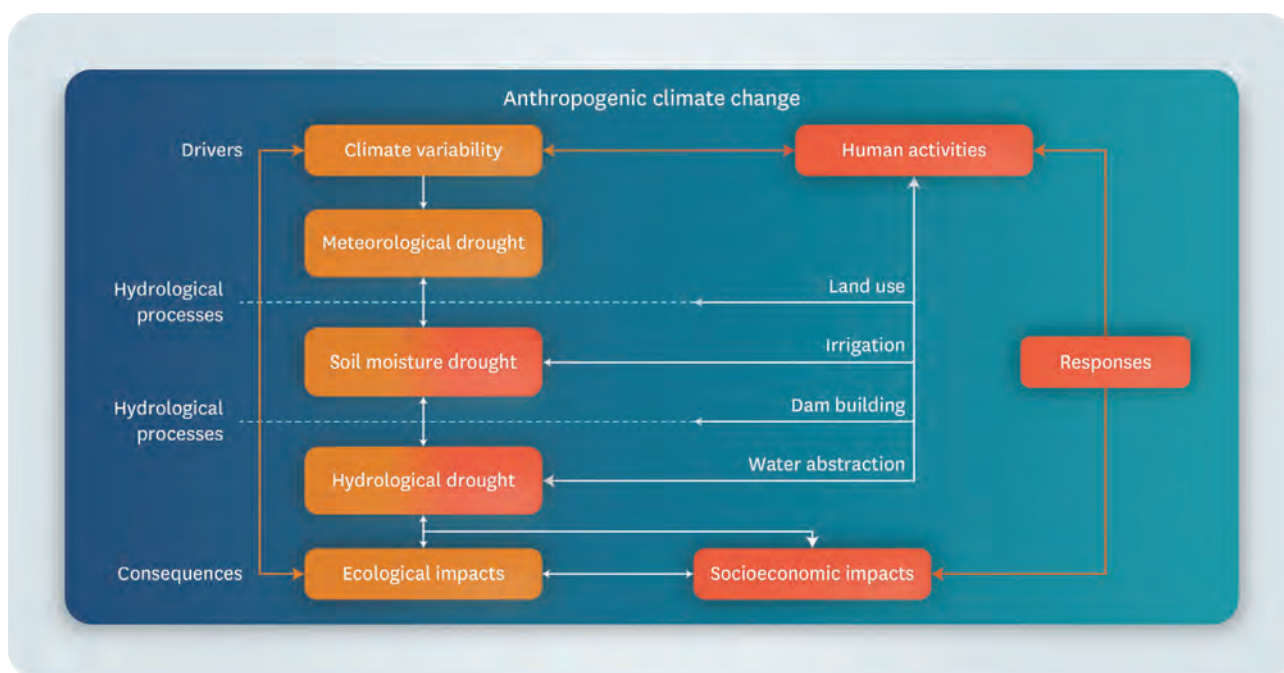 Anthropogenic climate change
Drivers
Climate variability
Human activities
Meteorological drought
Hydrological
processes
Land use
Soil moisture drought
Irrigation
Responses
Hydrological
processes
Dam building
Hydrological drought
Water abstraction
Consequences
Ecological impacts
Socioeconomic impacts